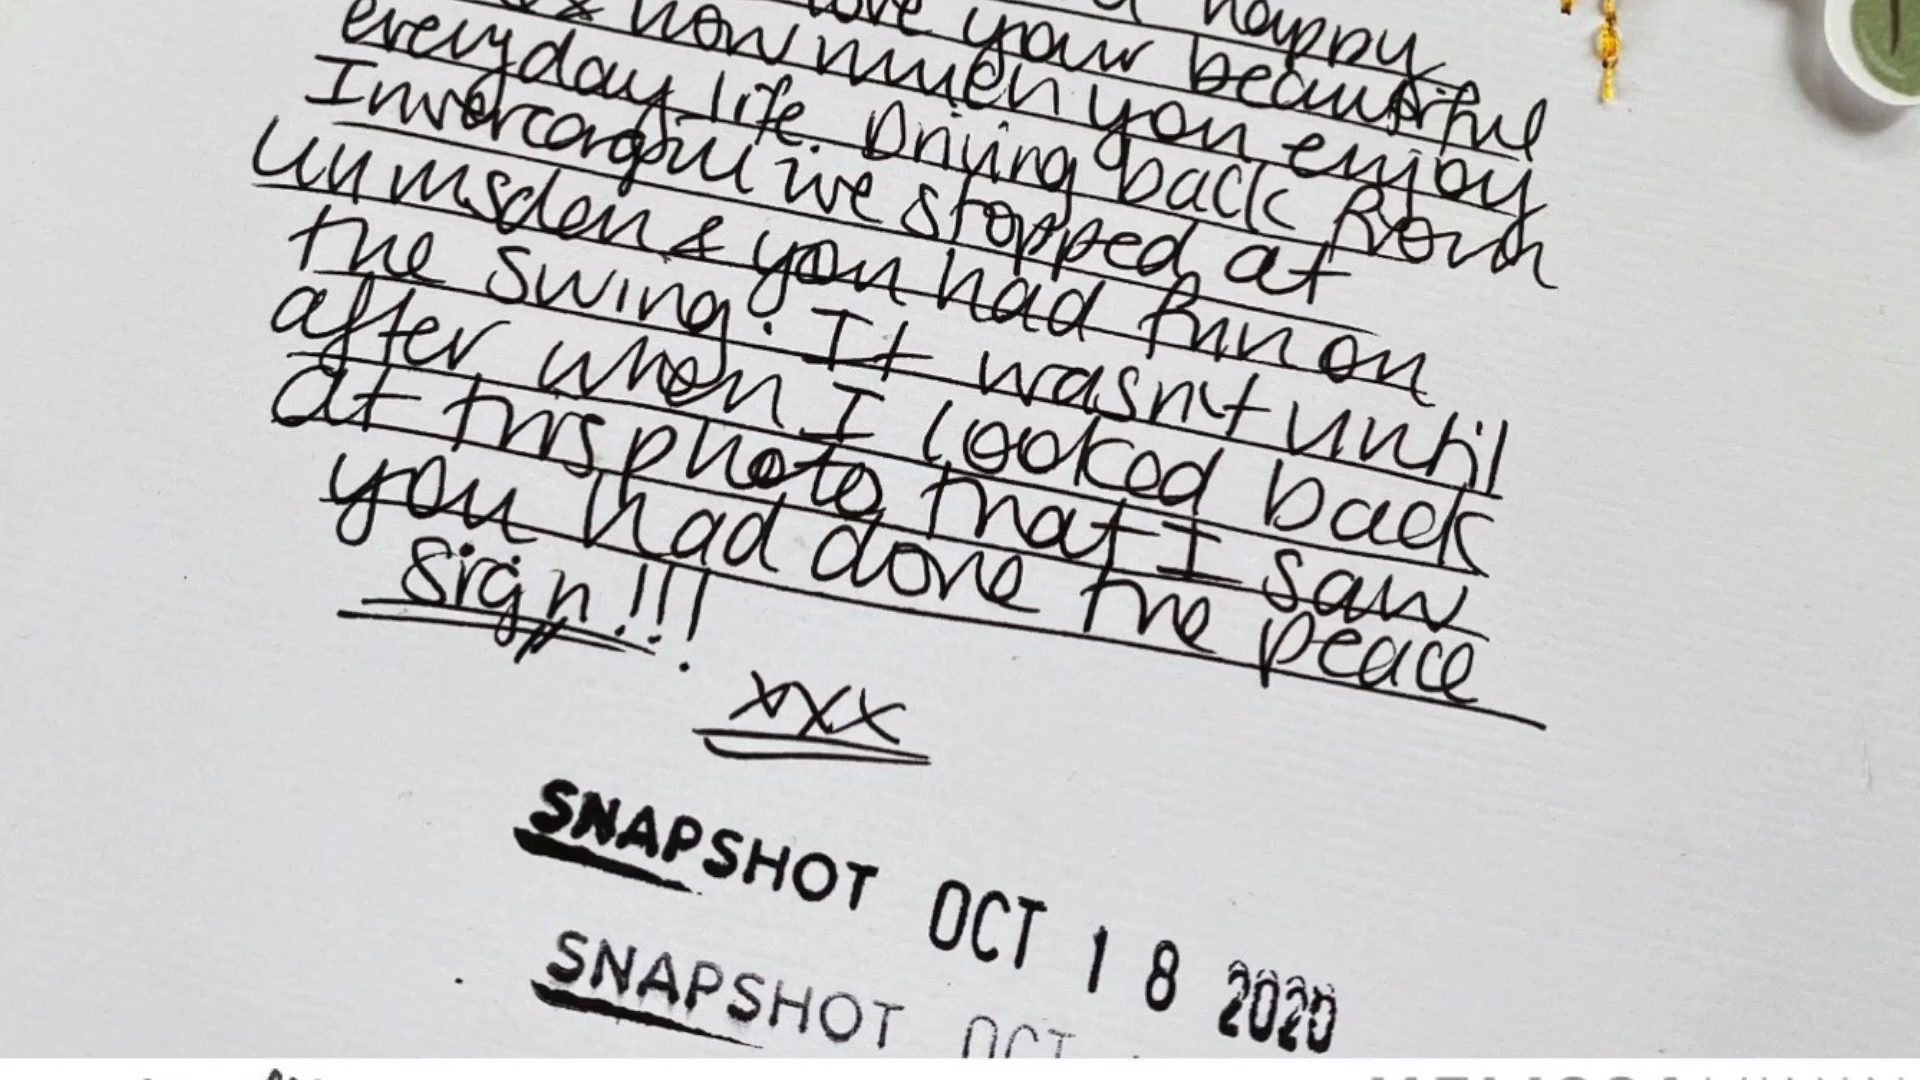 happy
& how much love your beautiful
everyday life. Driving back from you enjoy
Invercargill we stopped at
Lumsden & you had fun on
the swing. It wasn't until
after when I looked back
at this photo that I saw
you had done the peace
sign!!!
xxx
SNAPSHOT OCT 18 2020
SNAPSHOT OCT